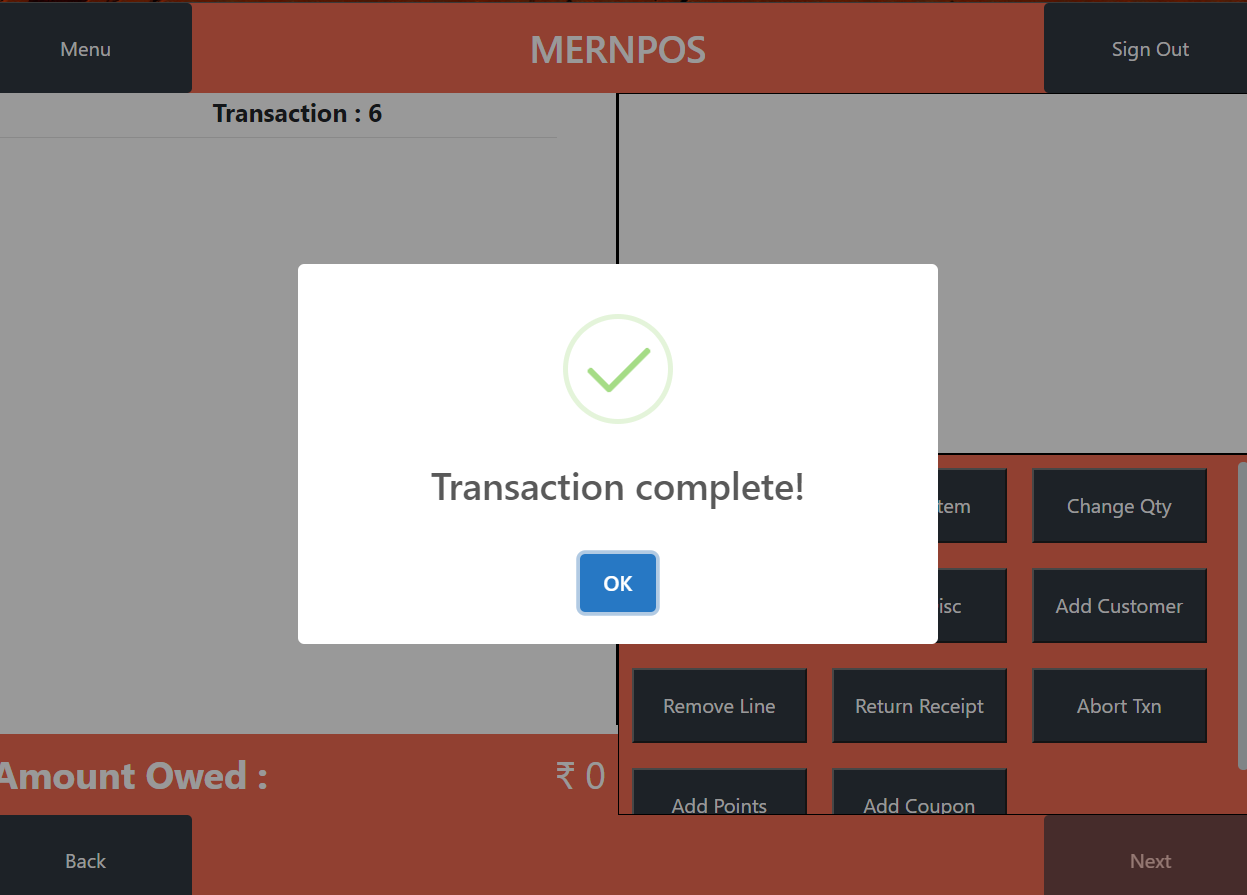 Menu
MERNPOS
Sign Out
Transaction : 6
Transaction complete!
OK
Change Qty
Add Customer
Remove Line
Return Receipt
Abort Txn
Amount Owed :
₹ 0
Add Points
Add Coupon
Back
Next